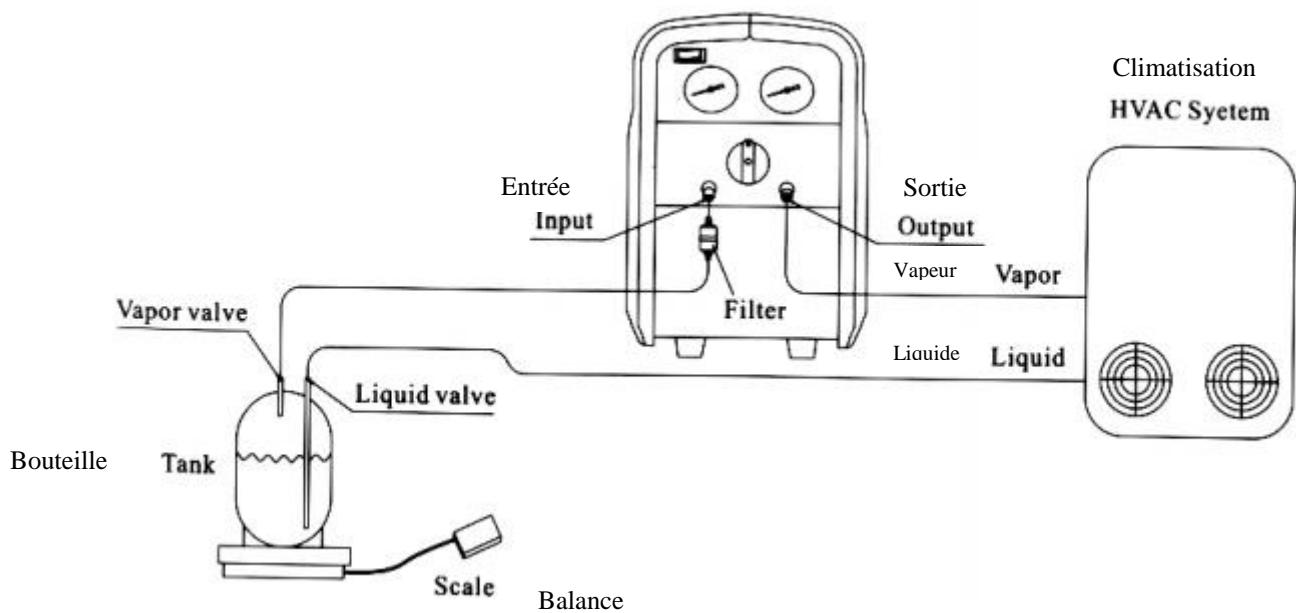 Climatisation
HVAC Syetem
Entrée
Input
Sortie
Output
Vapeur
Vapor
Filter
Vapor valve
Liquide
Liquid
Liquid valve
Bouteille
Tank
Scale
Balance